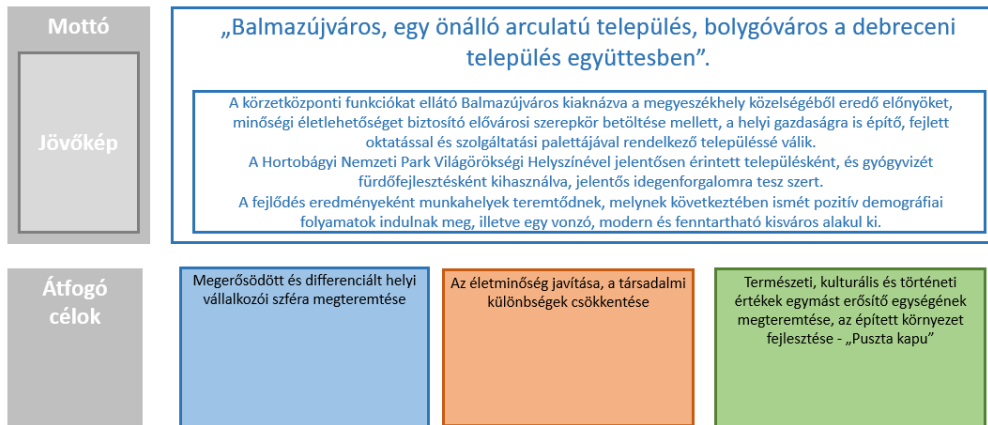 Mottó
„Balmazújváros, egy önálló arculatú település, bolygóváros a debreceni
település együttesben”.
Jövőkép
A körzetközponti funkciókat ellátó Balmazújváros kiaknázva a megyeszékhely közelségéből eredő előnyöket,
minőségi életlehetőséget biztosító elővárosi szerepkör betöltése mellett, a helyi gazdaságra is építő, fejlett
oktatással és szolgáltatási palettájával rendelkező településsé válik.
A Hortobágyi Nemzeti Park Világörökségi Helyszínével jelentősen érintett településként, és gyógyvizét
fürdőfejlesztésként kihasználva, jelentős idegenforgalomra tesz szert.
A fejlődés eredményeként munkahelyek teremtődnek, melynek következtében ismét pozitív demográfiai
folyamatok indulnak meg, illetve egy vonzó, modern és fenntartható kisváros alakul ki.
Átfogó
célok
Megerősödött és differenciált helyi
vállalkozói szféra megteremtése
Az életminőség javítása, a társadalmi
különbségek csökkentése
Természeti, kulturális és történeti
értékek egymást erősítő egységének
megteremtése, az épített környezet
fejlesztése - „Puszta kapu”